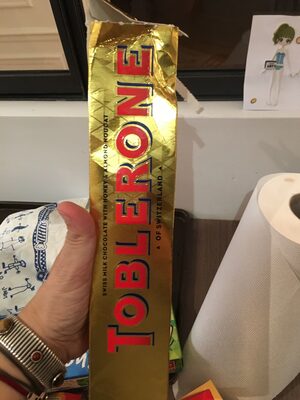 SWISS MILK CHOCOLATE WITH HONEY & ALMOND NOUGAT
TOBLERONE
OF SWITZERLAND